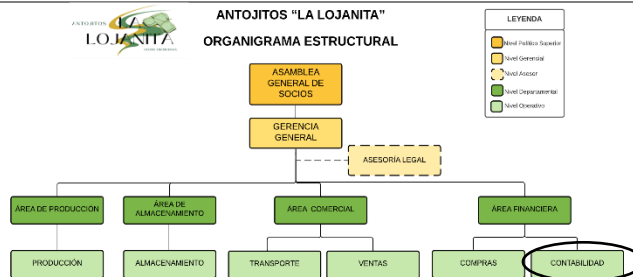 ANTOJITOS "LA LOJANITA"
ORGANIGRAMA ESTRUCTURAL
ANTOJITOS LA
LOJANITA
LEYENDA
Nivel Político Superior
Nivel Gerencial
Nivel Asesor
Nivel Departamental
Nivel Operativo
ASAMBLEA
GENERAL DE
SOCIOS
GERENCIA
GENERAL
ASESORÍA LEGAL
ÁREA DE PRODUCCIÓN
ÁREA DE
ALMACENAMIENTO
ÁREA COMERCIAL
ÁREA FINANCIERA
PRODUCCIÓN
ALMACENAMIENTO
TRANSPORTE
VENTAS
COMPRAS
CONTABILIDAD